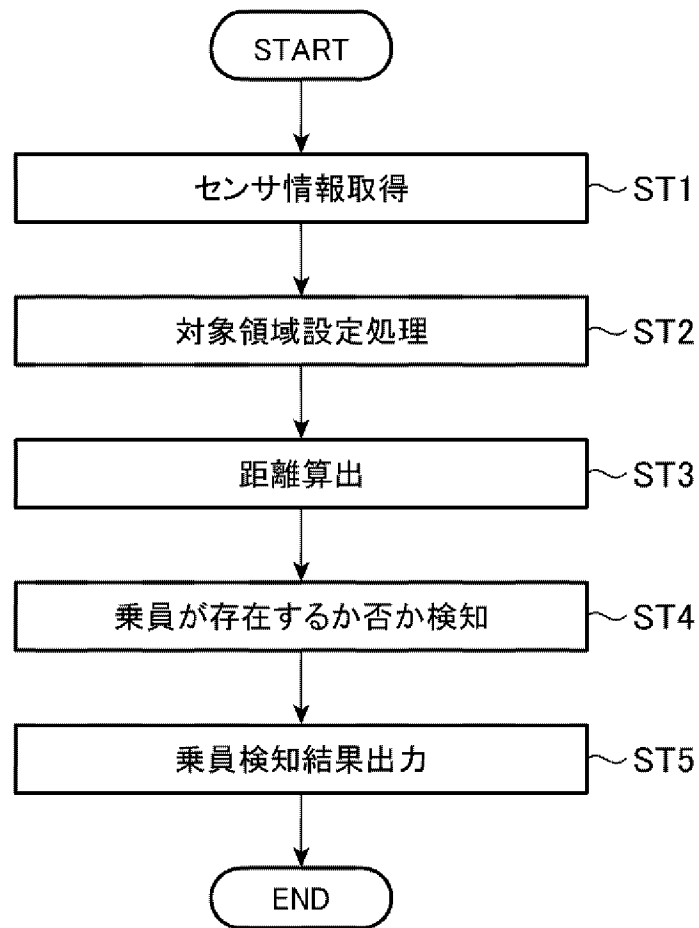 START
センサ情報取得 ST1
対象領域設定処理 ST2
距離算出 ST3
乗員が存在するか否か検知 ST4
乗員検知結果出力 ST5
END